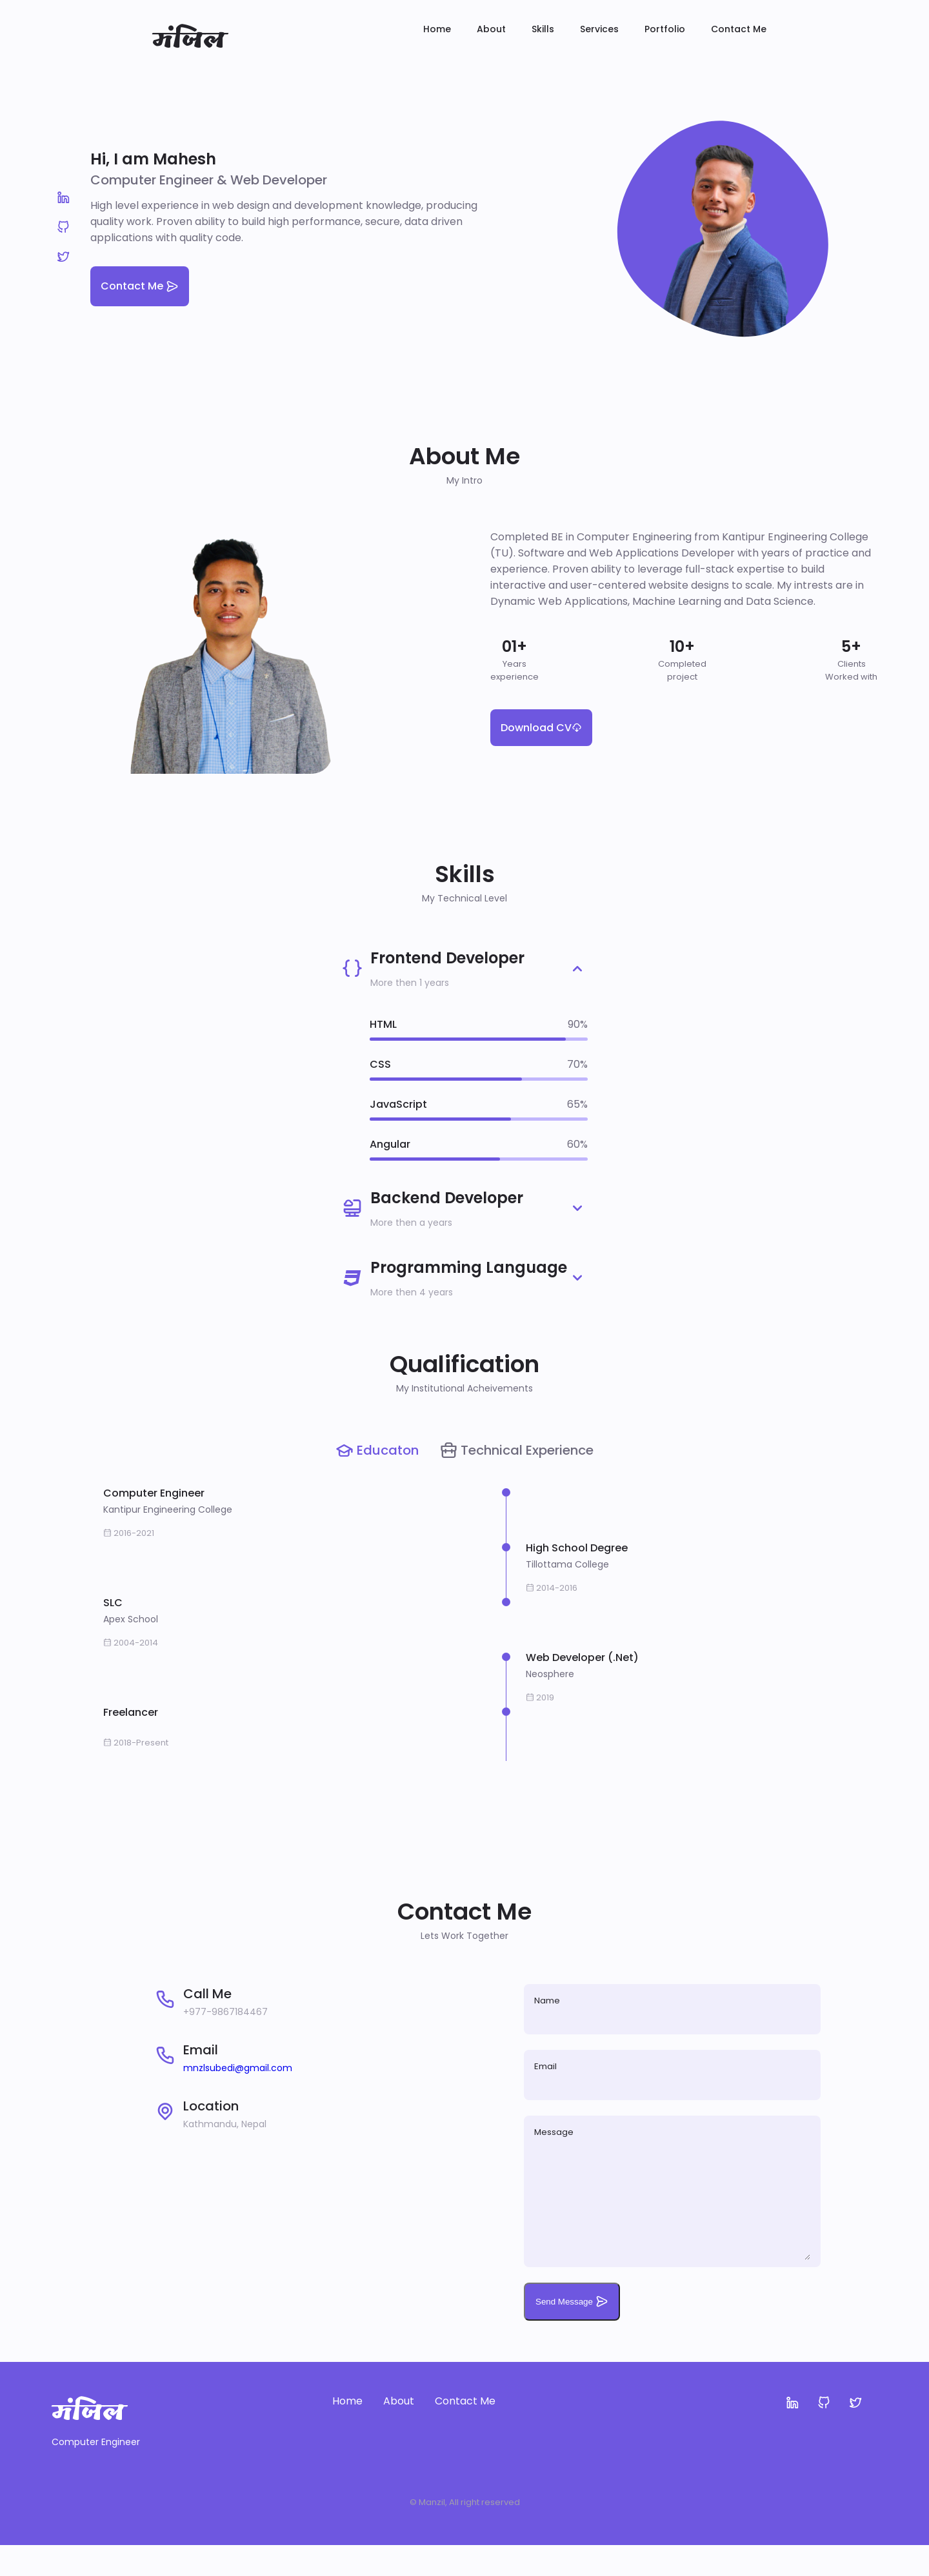 मंजिल
Home About Skills Services Portfolio Contact Me
Hi, I am Mahesh
Computer Engineer & Web Developer
High level experience in web design and development knowledge, producing
quality work. Proven ability to build high performance, secure, data driven
applications with quality code.
Contact Me
About Me
My Intro
Completed BE in Computer Engineering from Kantipur Engineering College
(TU). Software and Web Applications Developer with years of practice and
experience. Proven ability to leverage full-stack expertise to build
interactive and user-centered website designs to scale. My intrests are in
Dynamic Web Applications, Machine Learning and Data Science.
01+ 10+ 5+
Years Completed Clients
experience project Worked with
Download CV
Skills
My Technical Level
Frontend Developer
More then 1 years
HTML 90%
CSS 70%
JavaScript 65%
Angular 60%
Backend Developer
More then a years
Programming Language
More then 4 years
Qualification
My Institutional Acheivements
Educaton Technical Experience
Computer Engineer
Kantipur Engineering College
2016-2021
High School Degree
Tillottama College
2014-2016
SLC
Apex School
2004-2014
Web Developer (.Net)
Neosphere
2019
Freelancer
2018-Present
Contact Me
Lets Work Together
Call Me
+977-9867184467
Email
mnzlsubedi@gmail.com
Location
Kathmandu, Nepal
Name
Email
Message
Send Message
मंजिल
Computer Engineer
Home About Contact Me
© Manzil, All right reserved